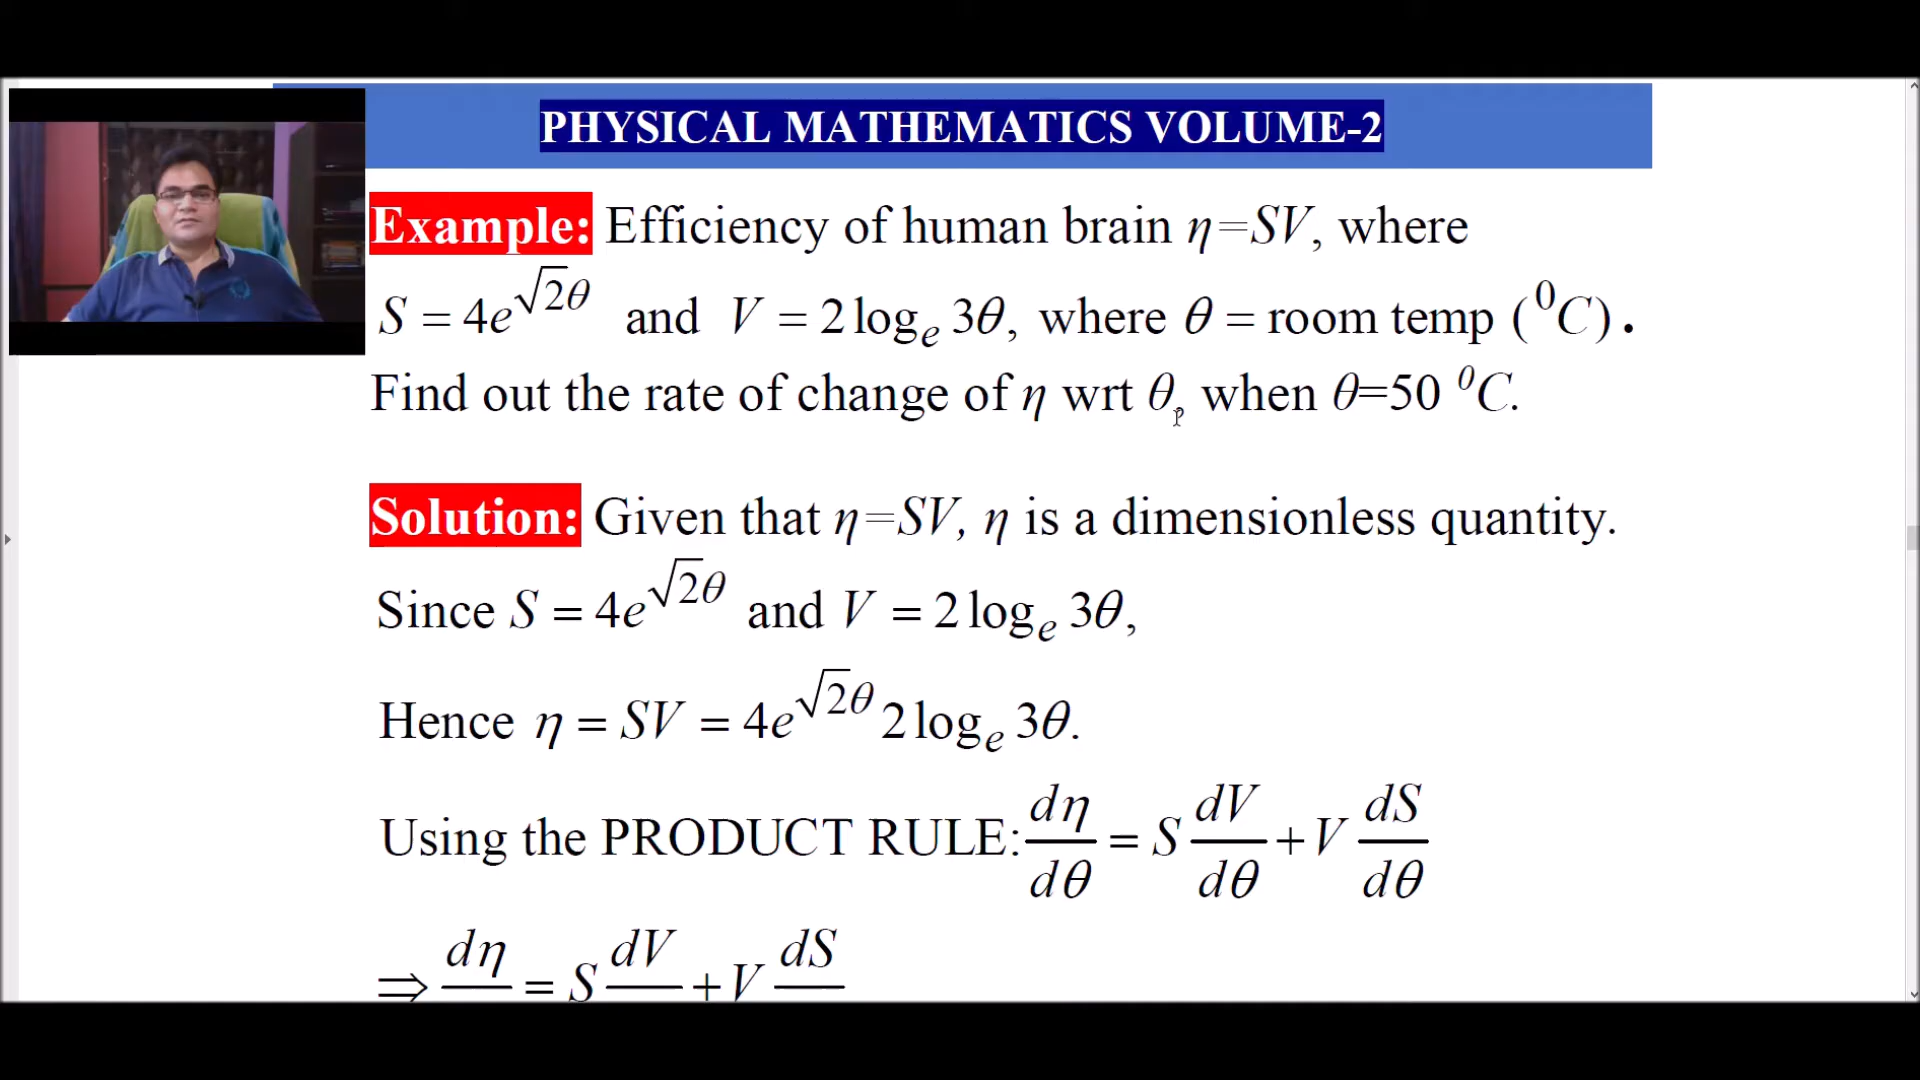 PHYSICAL MATHEMATICS VOLUME-2
Example: Efficiency of human brain η=SV, where
S = 4e^{√2θ} and V = 2 log_e 3θ, where θ = room temp (⁰C).
Find out the rate of change of η wrt θ, when θ=50 ⁰C.
Solution: Given that η=SV, η is a dimensionless quantity.
Since S = 4e^{√2θ} and V = 2 log_e 3θ,
Hence η = SV = 4e^{√2θ} 2 log_e 3θ.
Using the PRODUCT RULE: dη/dθ = S dV/dθ + V dS/dθ
⇒ dη = S dV + V dS